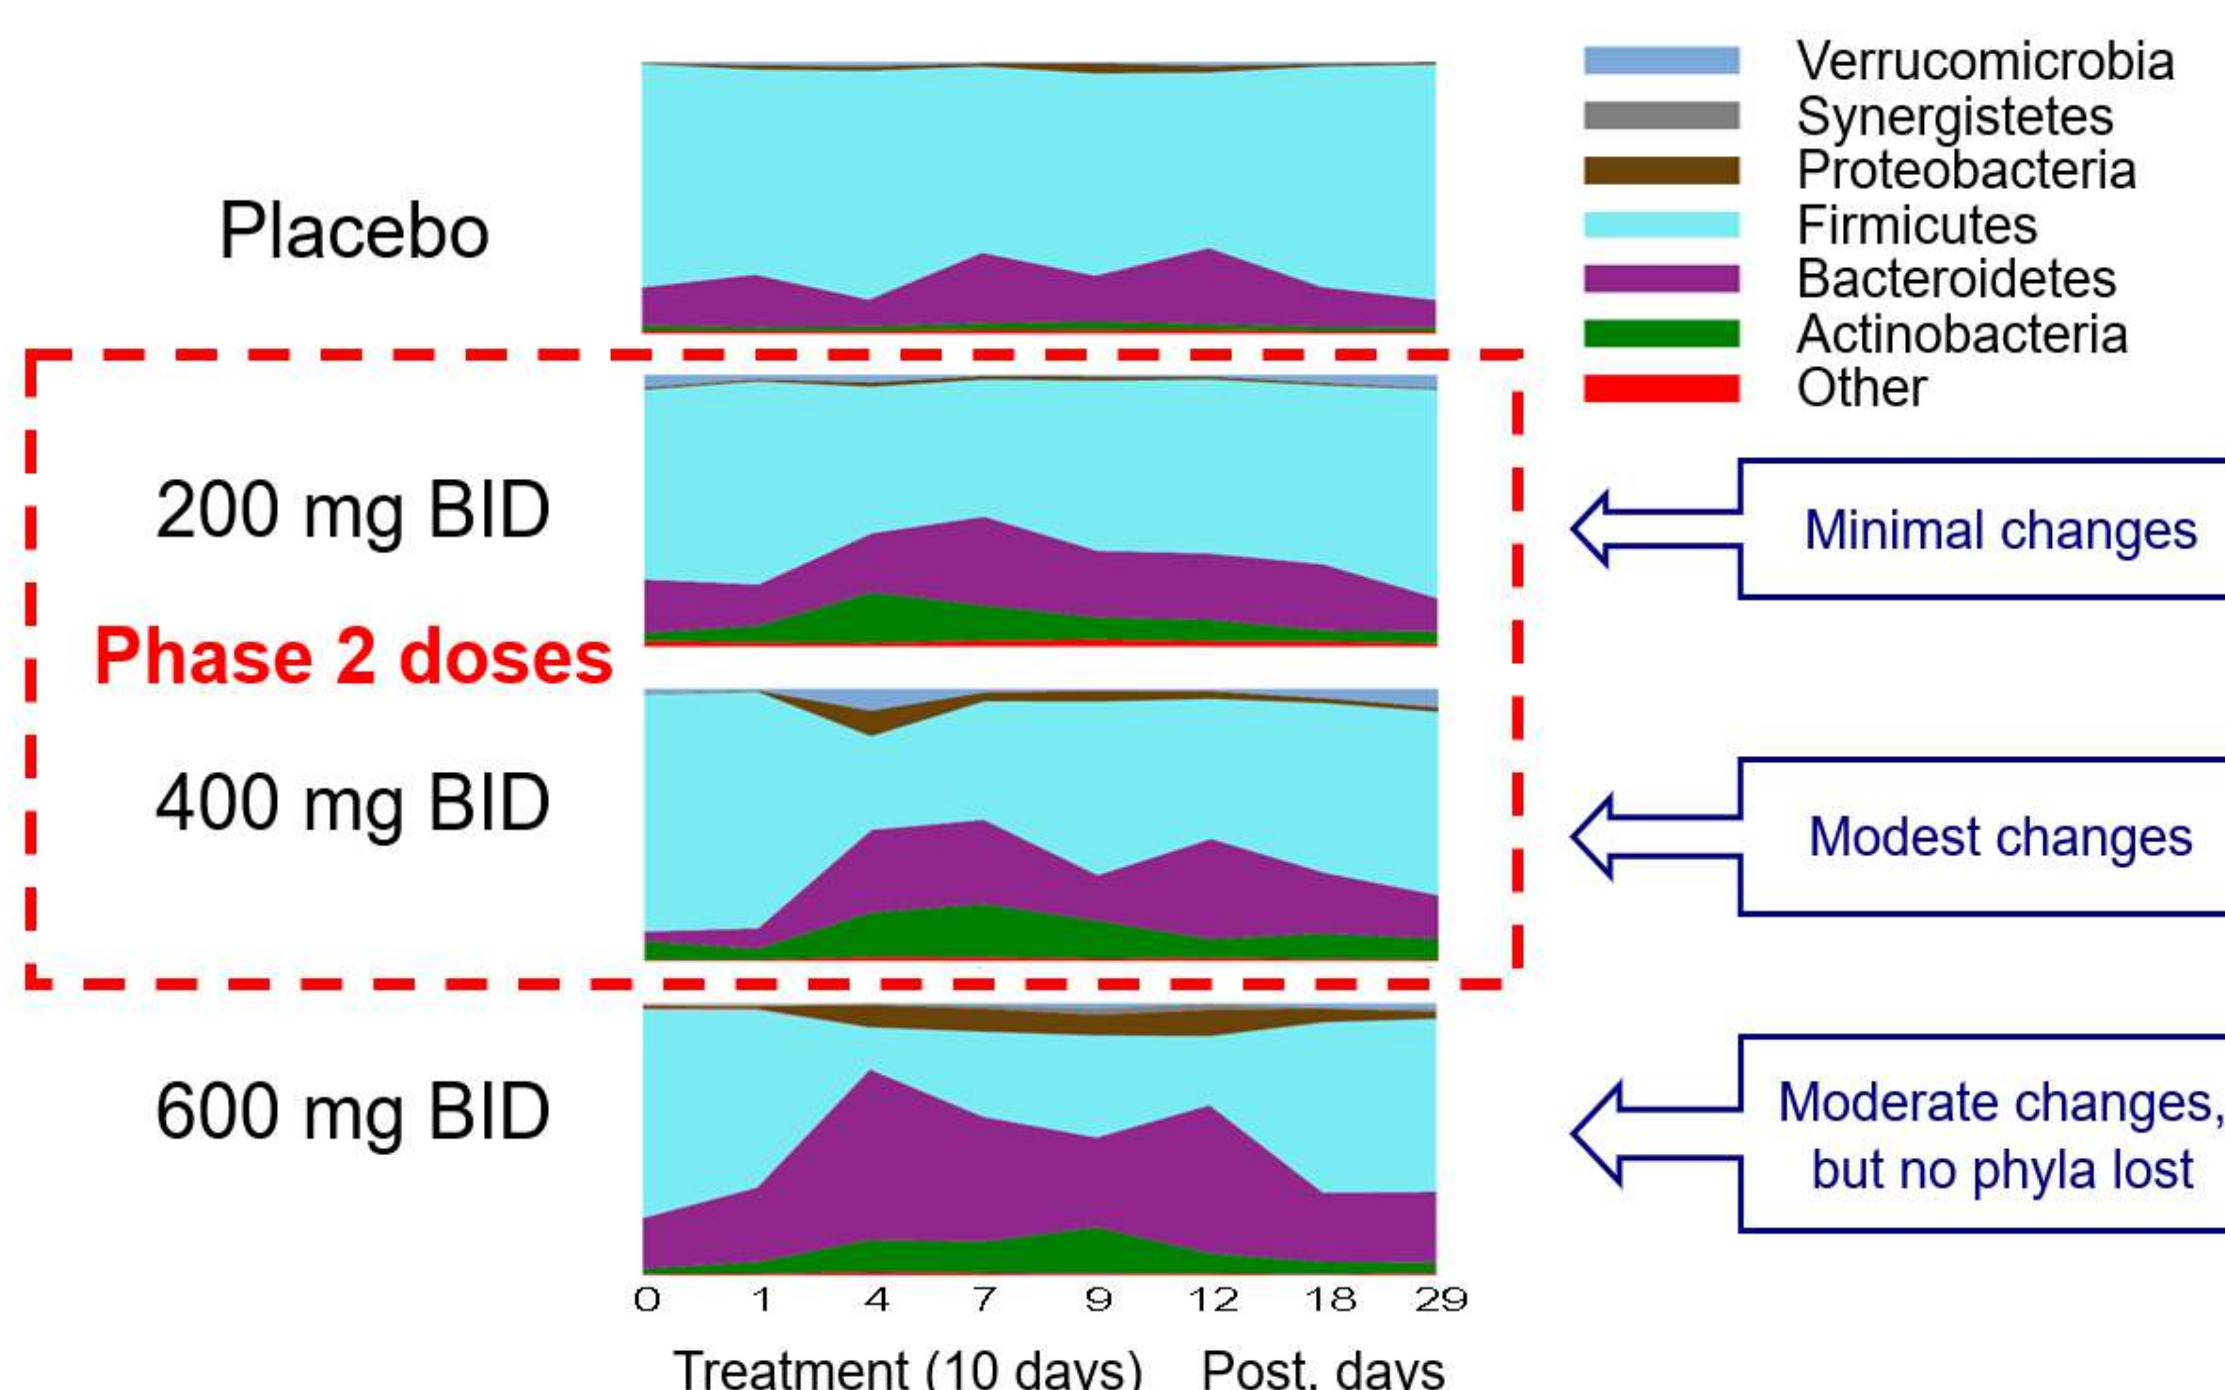 Verrucomicrobia
Synergistetes
Proteobacteria
Firmicutes
Bacteroidetes
Actinobacteria
Other
Placebo
200 mg BID
Minimal changes
Phase 2 doses
400 mg BID
Modest changes
600 mg BID
Moderate changes,
but no phyla lost
0 1 4 7 9 12 18 29
Treatment (10 days) Post, days